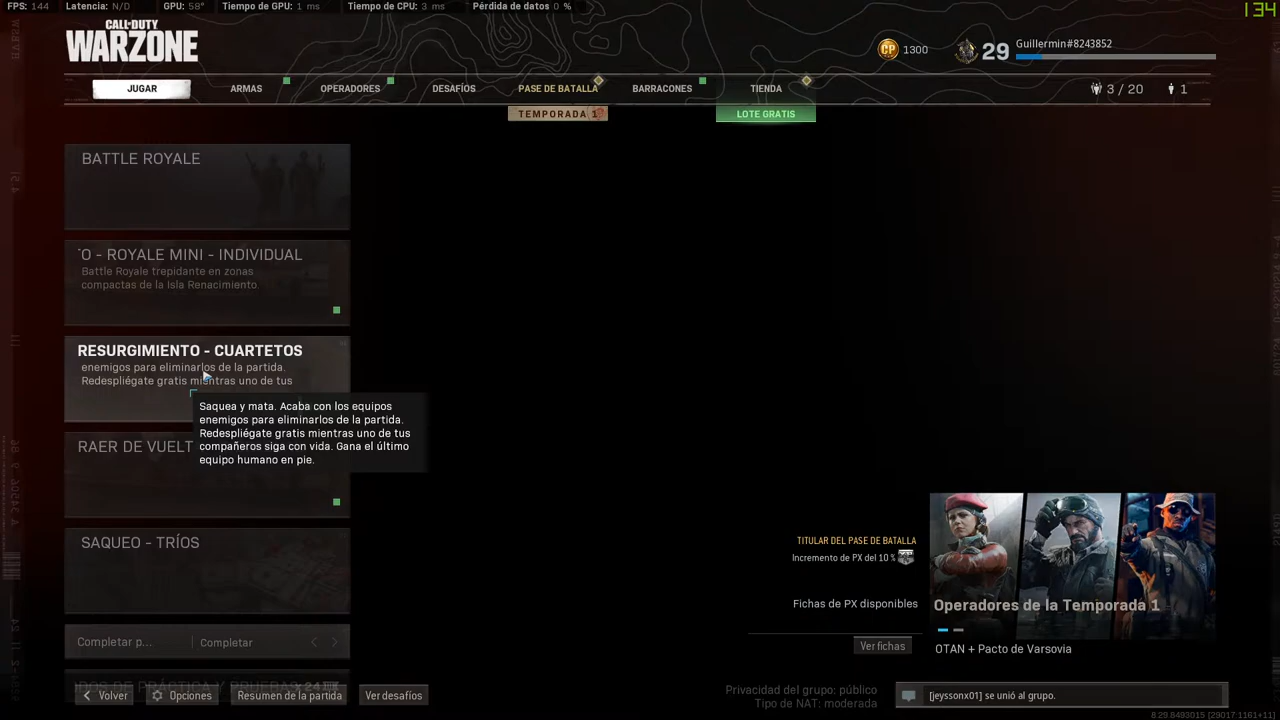 FPS: 144 Latencia: N/D GPU: 58° Tiempo de GPU: 1 ms Tiempo de CPU: 3 ms Pérdida de datos 0 %
134
CALL OF DUTY
WARZONE
CP 1300
29
Guillermin#8243852
JUGAR
ARMAS
OPERADORES
DESAFÍOS
PASE DE BATALLA
BARRACONES
TIENDA
3 / 20
1
TEMPORADA 1
LOTE GRATIS
BATTLE ROYALE
O - ROYALE MINI - INDIVIDUAL
Battle Royale trepidante en zonas
compactas de la Isla Renacimiento.
RESURGIMIENTO - CUARTETOS
enemigos para eliminarlos de la partida.
Redespliégate gratis mientras uno de tus
Saquea y mata. Acaba con los equipos
enemigos para eliminarlos de la partida.
Redespliégate gratis mientras uno de tus
compañeros siga con vida. Gana el último
equipo humano en pie.
RAER DE VUELT
SAQUEO - TRÍOS
Completar p...
Completar
TITULAR DEL PASE DE BATALLA
Incremento de PX del 10 %
Fichas de PX disponibles
Ver fichas
Operadores de la Temporada 1
OTAN + Pacto de Varsovia
Volver
Opciones
Resumen de la partida
Ver desafíos
Privacidad del grupo: público
Tipo de NAT: moderada
[jeyssonx01] se unió al grupo.
8.29.8493015 [29017 1161+11]